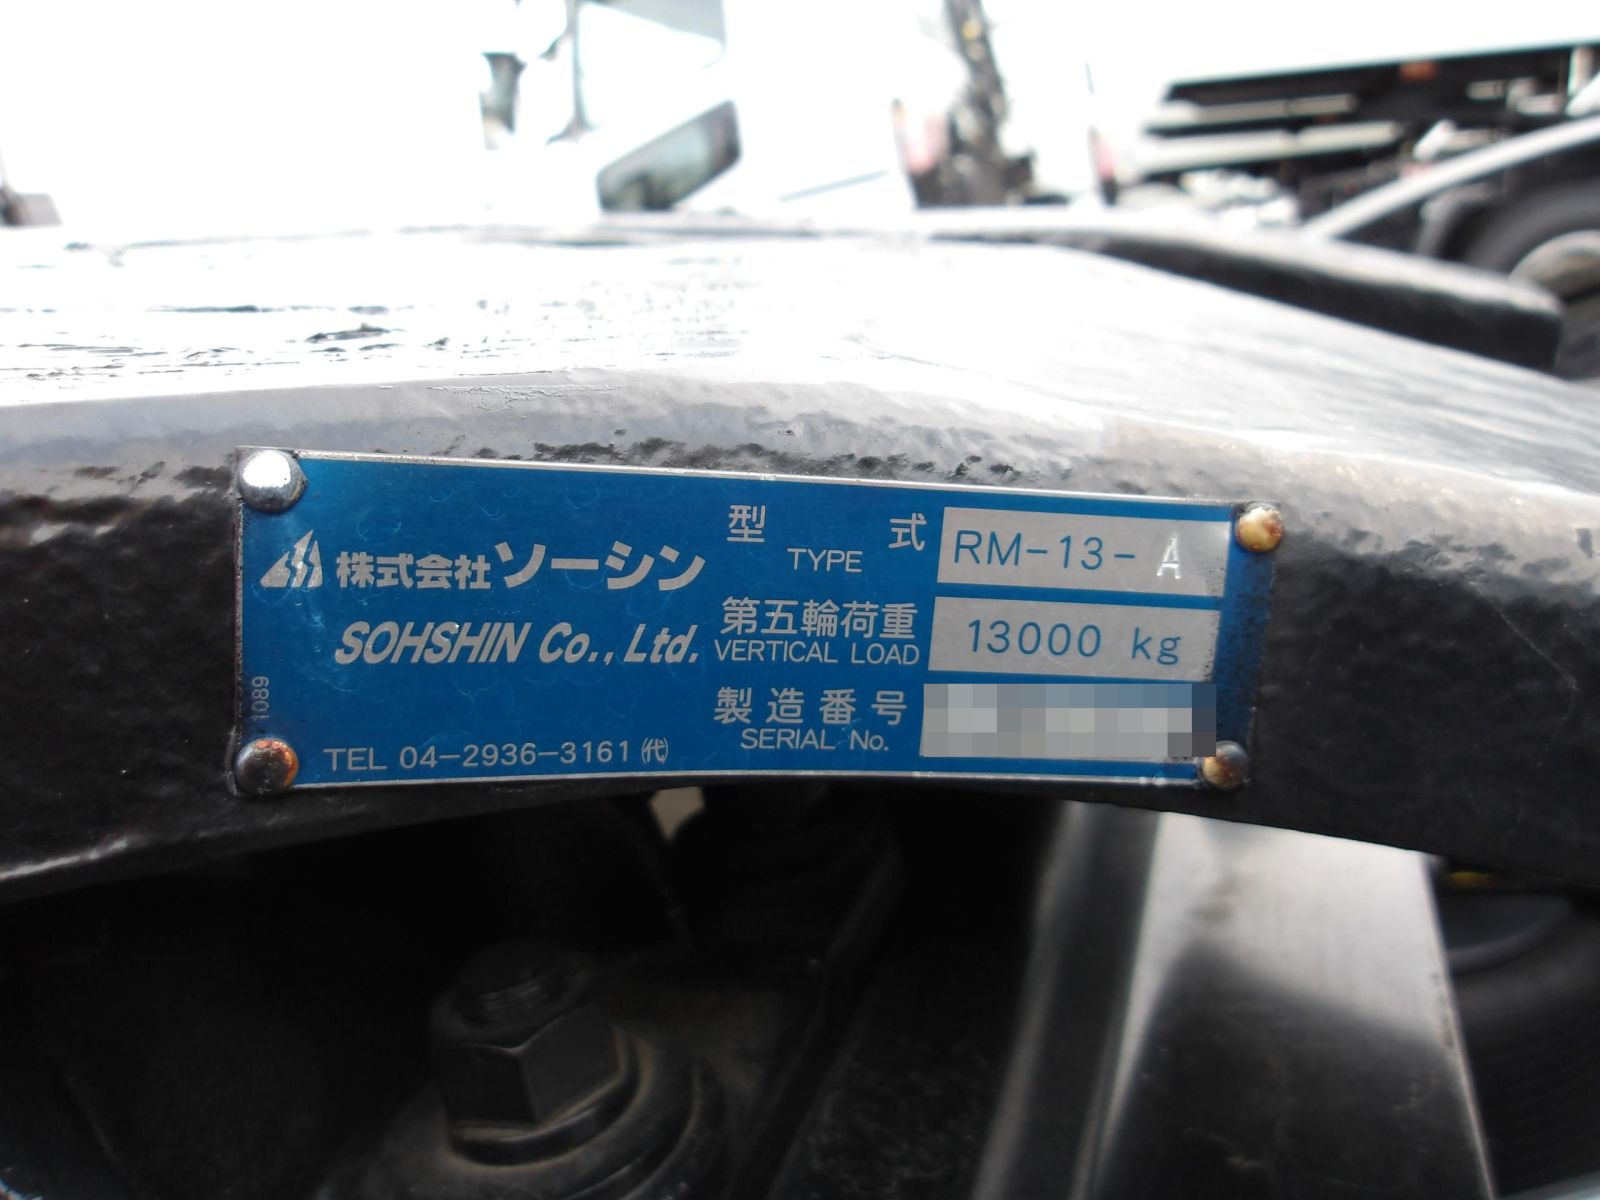 株式会社ソーシン
SOHSHIN Co., Ltd.
1089
TEL 04-2936-3161 ㈹
型式 RM-13-A
TYPE
第五輪荷重 13000 kg
VERTICAL LOAD
製造番号
SERIAL No.